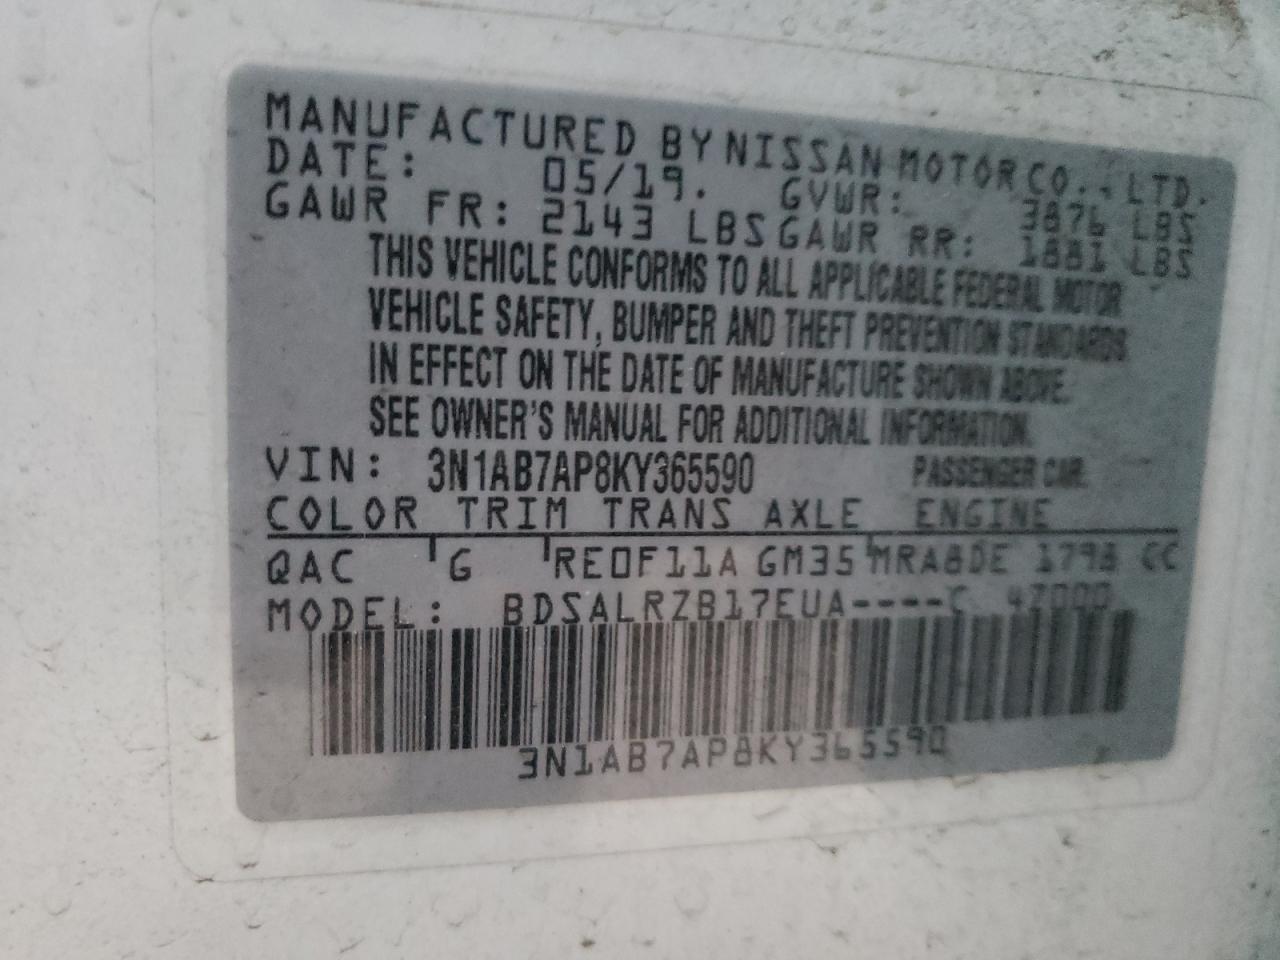 MANUFACTURED BY NISSAN MOTOR CO., LTD.
DATE: 05/19. GVWR: 3876 LBS
GAWR FR: 2143 LBS GAWR RR: 1881 LBS
THIS VEHICLE CONFORMS TO ALL APPLICABLE FEDERAL MOTOR
VEHICLE SAFETY, BUMPER AND THEFT PREVENTION STANDARDS
IN EFFECT ON THE DATE OF MANUFACTURE SHOWN ABOVE.
SEE OWNER'S MANUAL FOR ADDITIONAL INFORMATION.
VIN: 3N1AB7AP8KY365590 PASSENGER CAR.
COLOR TRIM TRANS AXLE ENGINE
QAC G RE0F11A GM35 MRA8DE 1798 CC
MODEL: BDSALRZB17EUA----C 47000
3N1AB7AP8KY365590